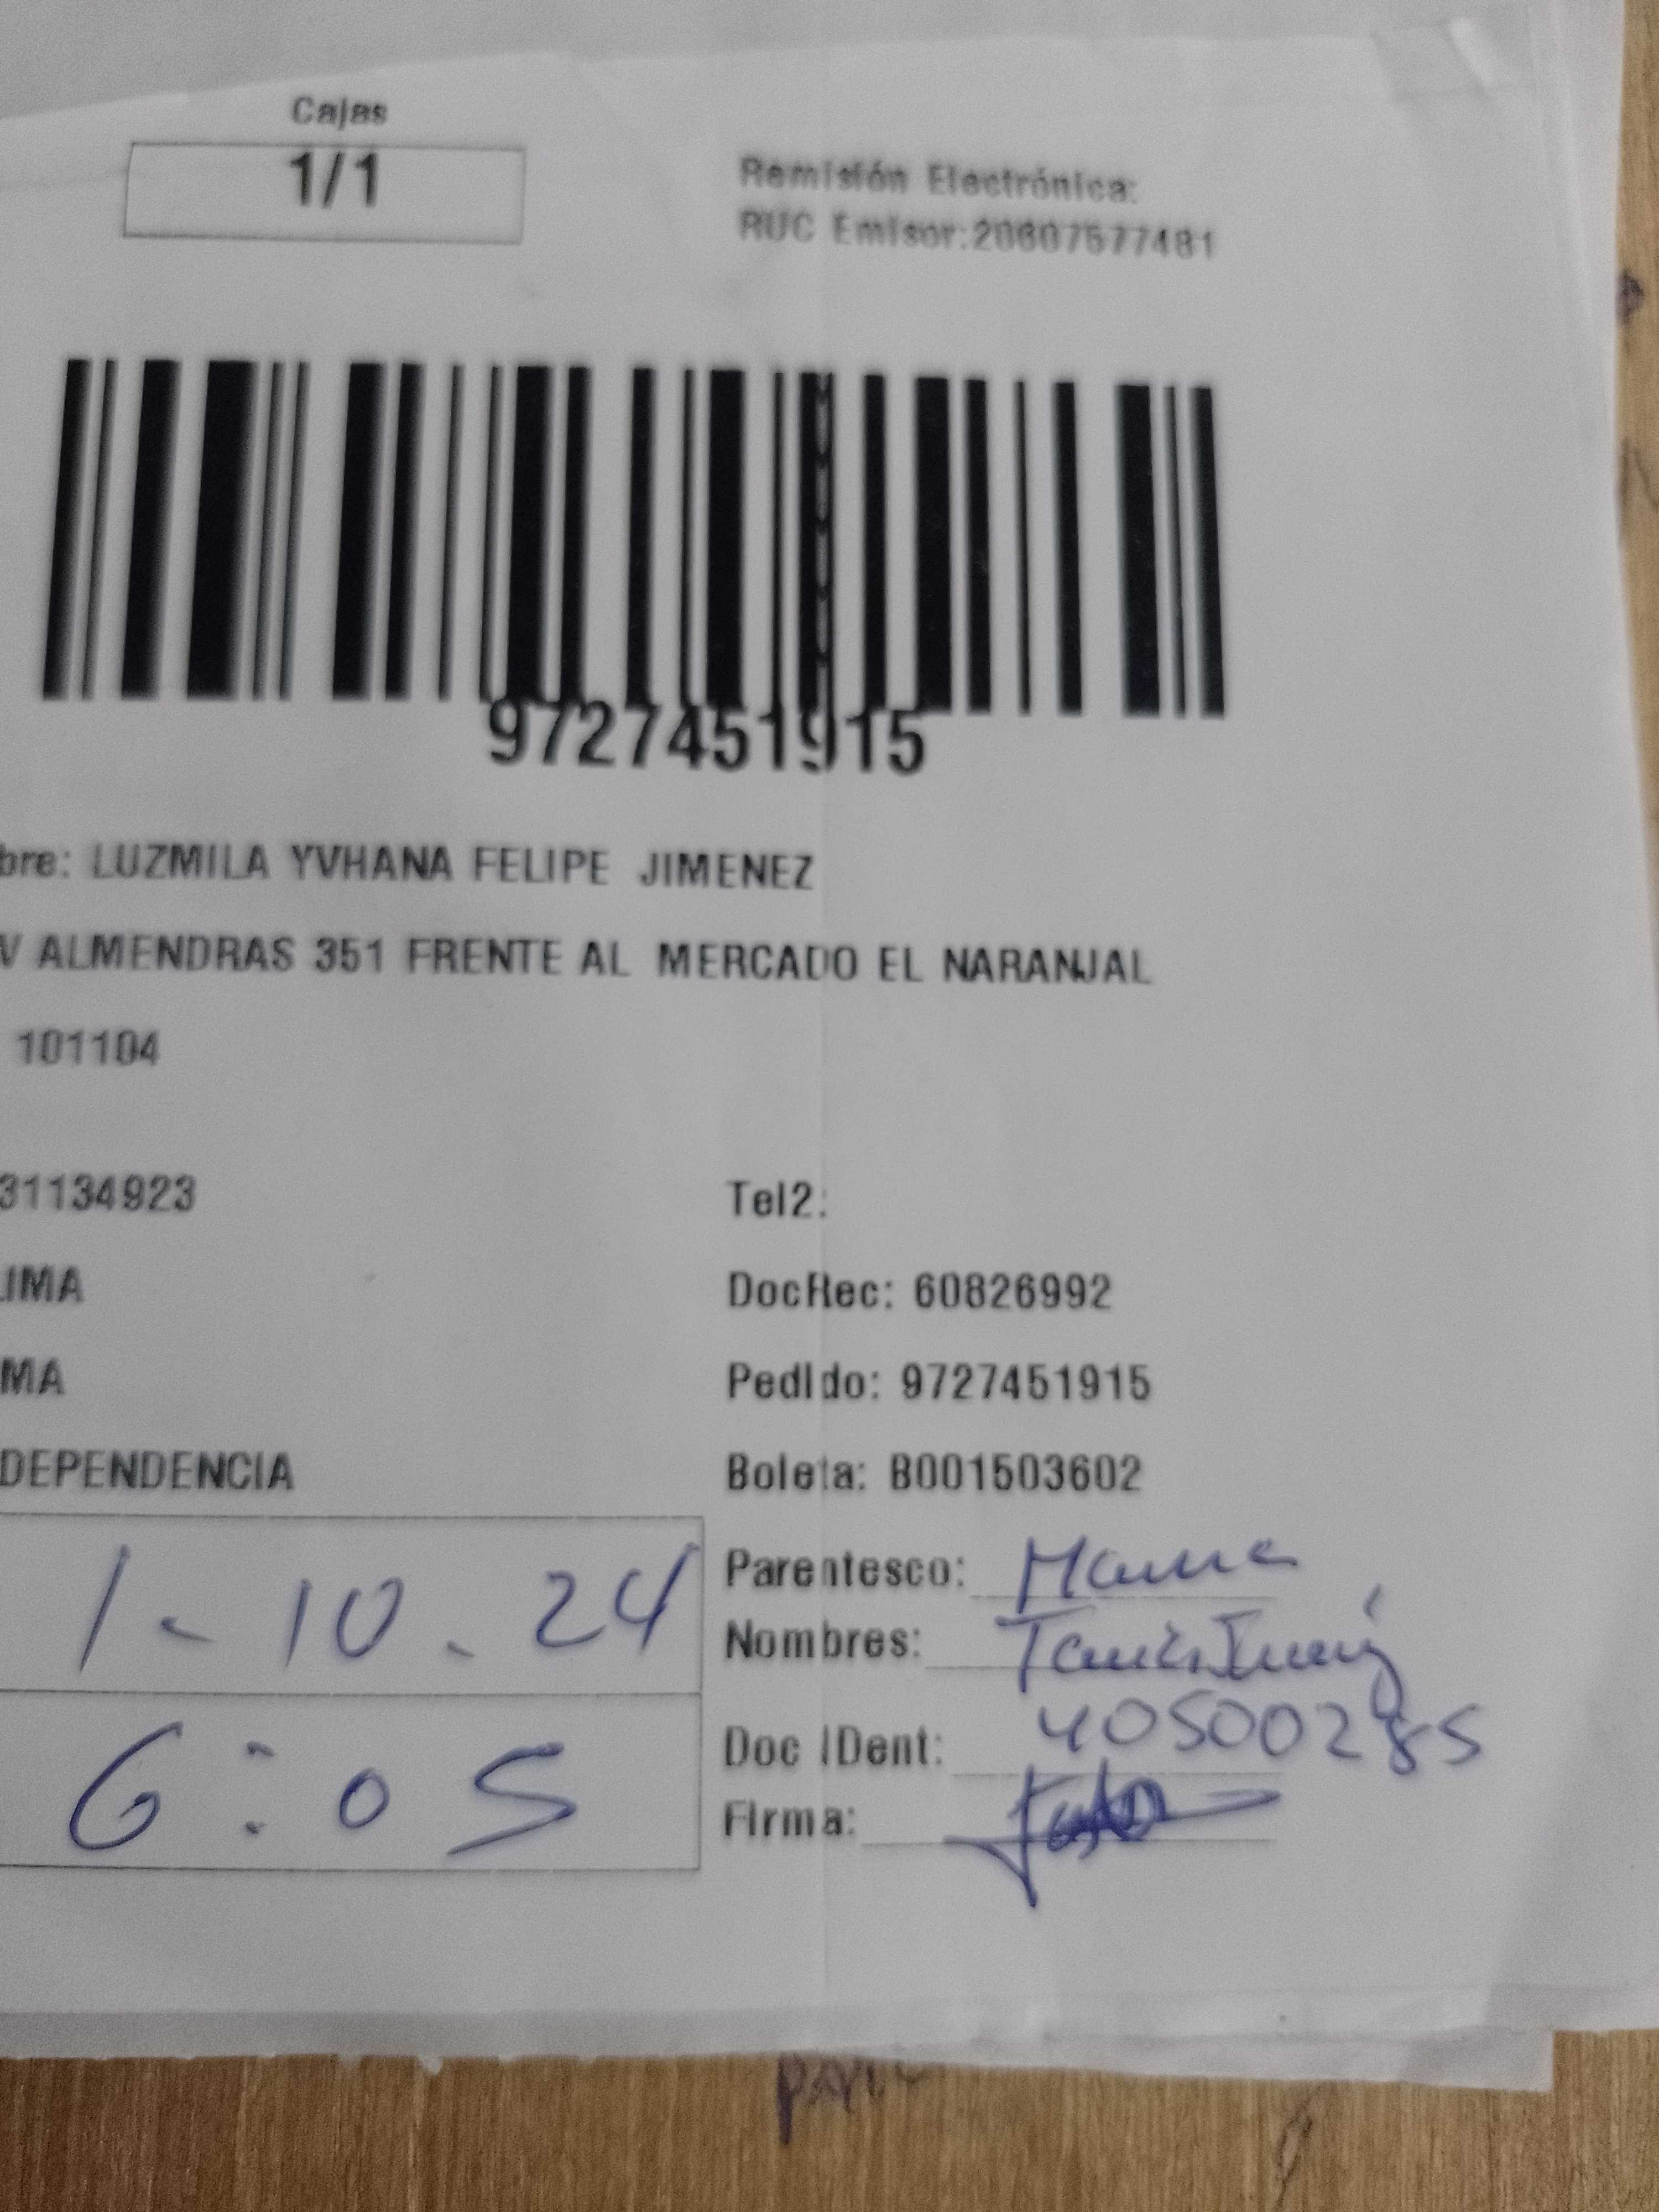 Cajas
1/1
Remisión Electrónica:
RUC Emisor:20607577481
9727451915
bre: LUZMILA YVHANA FELIPE JIMENEZ
V ALMENDRAS 351 FRENTE AL MERCADO EL NARANJAL
101104
31134923
Tel2:
IMA
DocRec: 60826992
MA
Pedido: 9727451915
DEPENDENCIA
Boleta: B001503602
1-10.24
Parentesco: Mama
Nombres:
6:05
Doc IDent: 40500285
Firma: